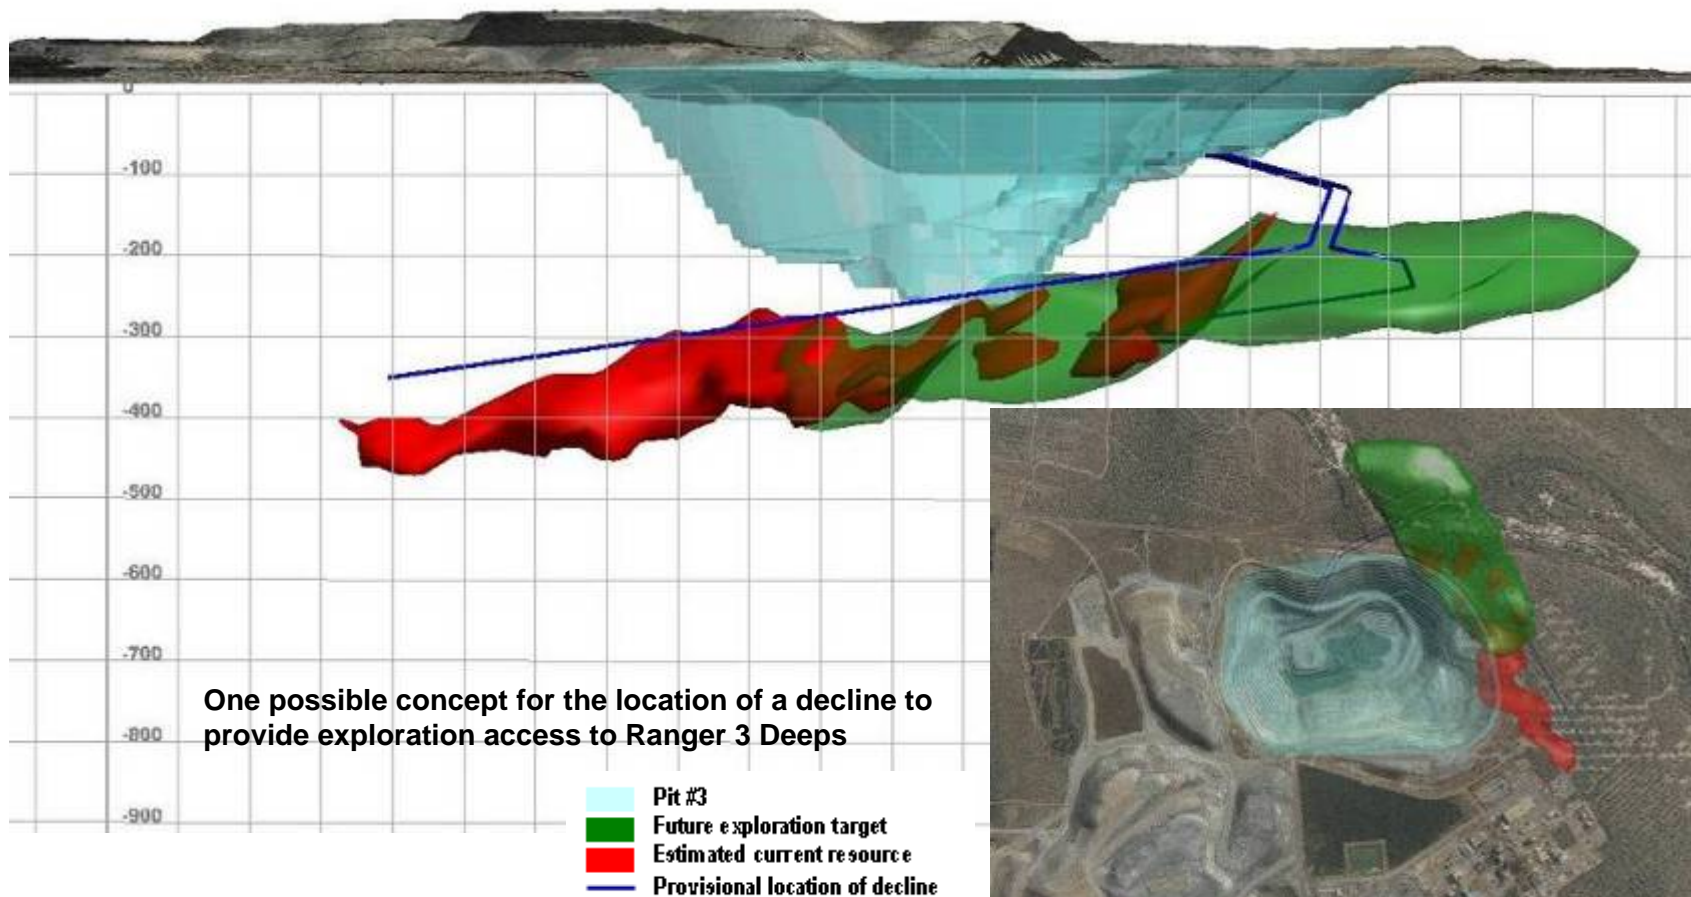 0
-100
-200
-300
-400
-500
-600
-700
-800
-900
One possible concept for the location of a decline to
provide exploration access to Ranger 3 Deeps
Pit #3
Future exploration target
Estimated current resource
Provisional location of decline